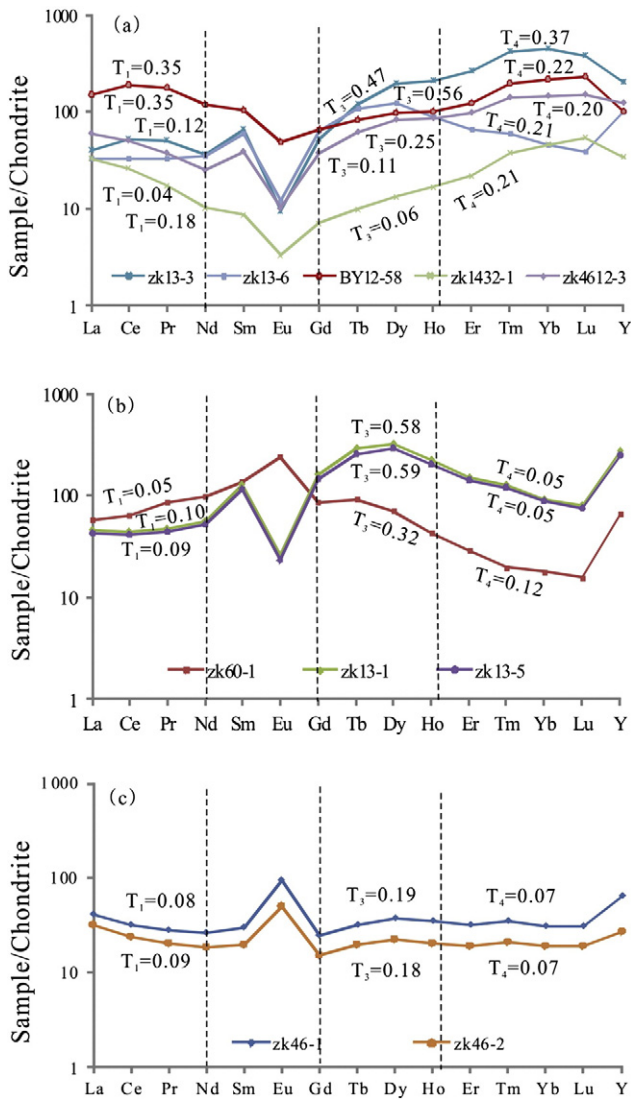 (a)
Sample/Chondrite
1000
100
10
1
T1=0.35
T1=0.35
T1=0.12
T1=0.04
T1=0.18
T3=0.47
T3=0.56
T3=0.25
T3=0.11
T3=0.06
T4=0.37
T4=0.22
T4=0.20
T4=0.21
T4=0.21
zk13-3 zk13-6 BY12-58 zk1432-1 zk4612-3
La Ce Pr Nd Sm Eu Gd Tb Dy Ho Er Tm Yb Lu Y
(b)
Sample/Chondrite
1000
100
10
1
T1=0.05
T1=0.10
T1=0.09
T3=0.58
T3=0.59
T3=0.32
T4=0.05
T4=0.05
T4=0.12
zk60-1 zk13-1 zk13-5
La Ce Pr Nd Sm Eu Gd Tb Dy Ho Er Tm Yb Lu Y
(c)
Sample/Chondrite
1000
100
10
1
T1=0.08
T1=0.09
T3=0.19
T3=0.18
T4=0.07
T4=0.07
zk46-1 zk46-2
La Ce Pr Nd Sm Eu Gd Tb Dy Ho Er Tm Yb Lu Y